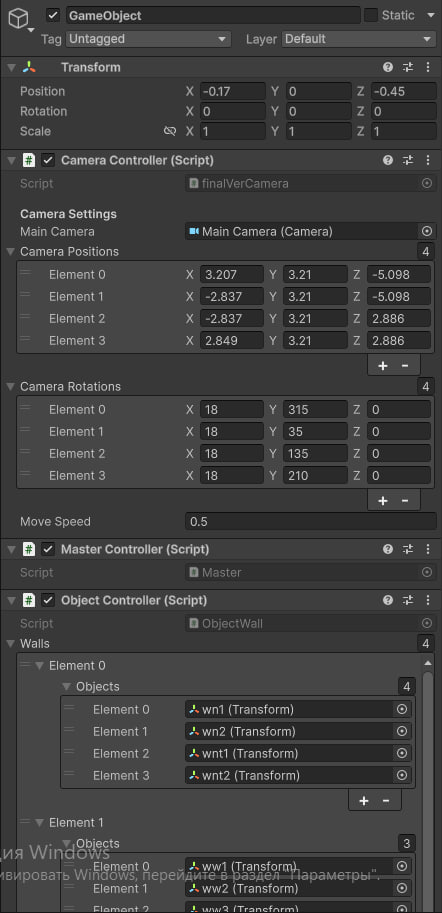 GameObject Static
Tag Untagged Layer Default
Transform
Position X -0.17 Y 0 Z -0.45
Rotation X 0 Y 0 Z 0
Scale X 1 Y 1 Z 1
Camera Controller (Script)
Script finalVerCamera
Camera Settings
Main Camera Main Camera (Camera)
Camera Positions 4
Element 0 X 3.207 Y 3.21 Z -5.098
Element 1 X -2.837 Y 3.21 Z -5.098
Element 2 X -2.837 Y 3.21 Z 2.886
Element 3 X 2.849 Y 3.21 Z 2.886
+ -
Camera Rotations 4
Element 0 X 18 Y 315 Z 0
Element 1 X 18 Y 35 Z 0
Element 2 X 18 Y 135 Z 0
Element 3 X 18 Y 210 Z 0
+ -
Move Speed 0.5
Master Controller (Script)
Script Master
Object Controller (Script)
Script ObjectWall
Walls 4
Element 0
Objects 4
Element 0 wn1 (Transform)
Element 1 wn2 (Transform)
Element 2 wnt1 (Transform)
Element 3 wnt2 (Transform)
+ -
Element 1
Objects 3
ция Windows
Element 0 ww1 (Transform)
ивировать Windows, перейдите в раздел "Параметры".
Element 1 ww2 (Transform)
Element 2 ww3 (Transform)